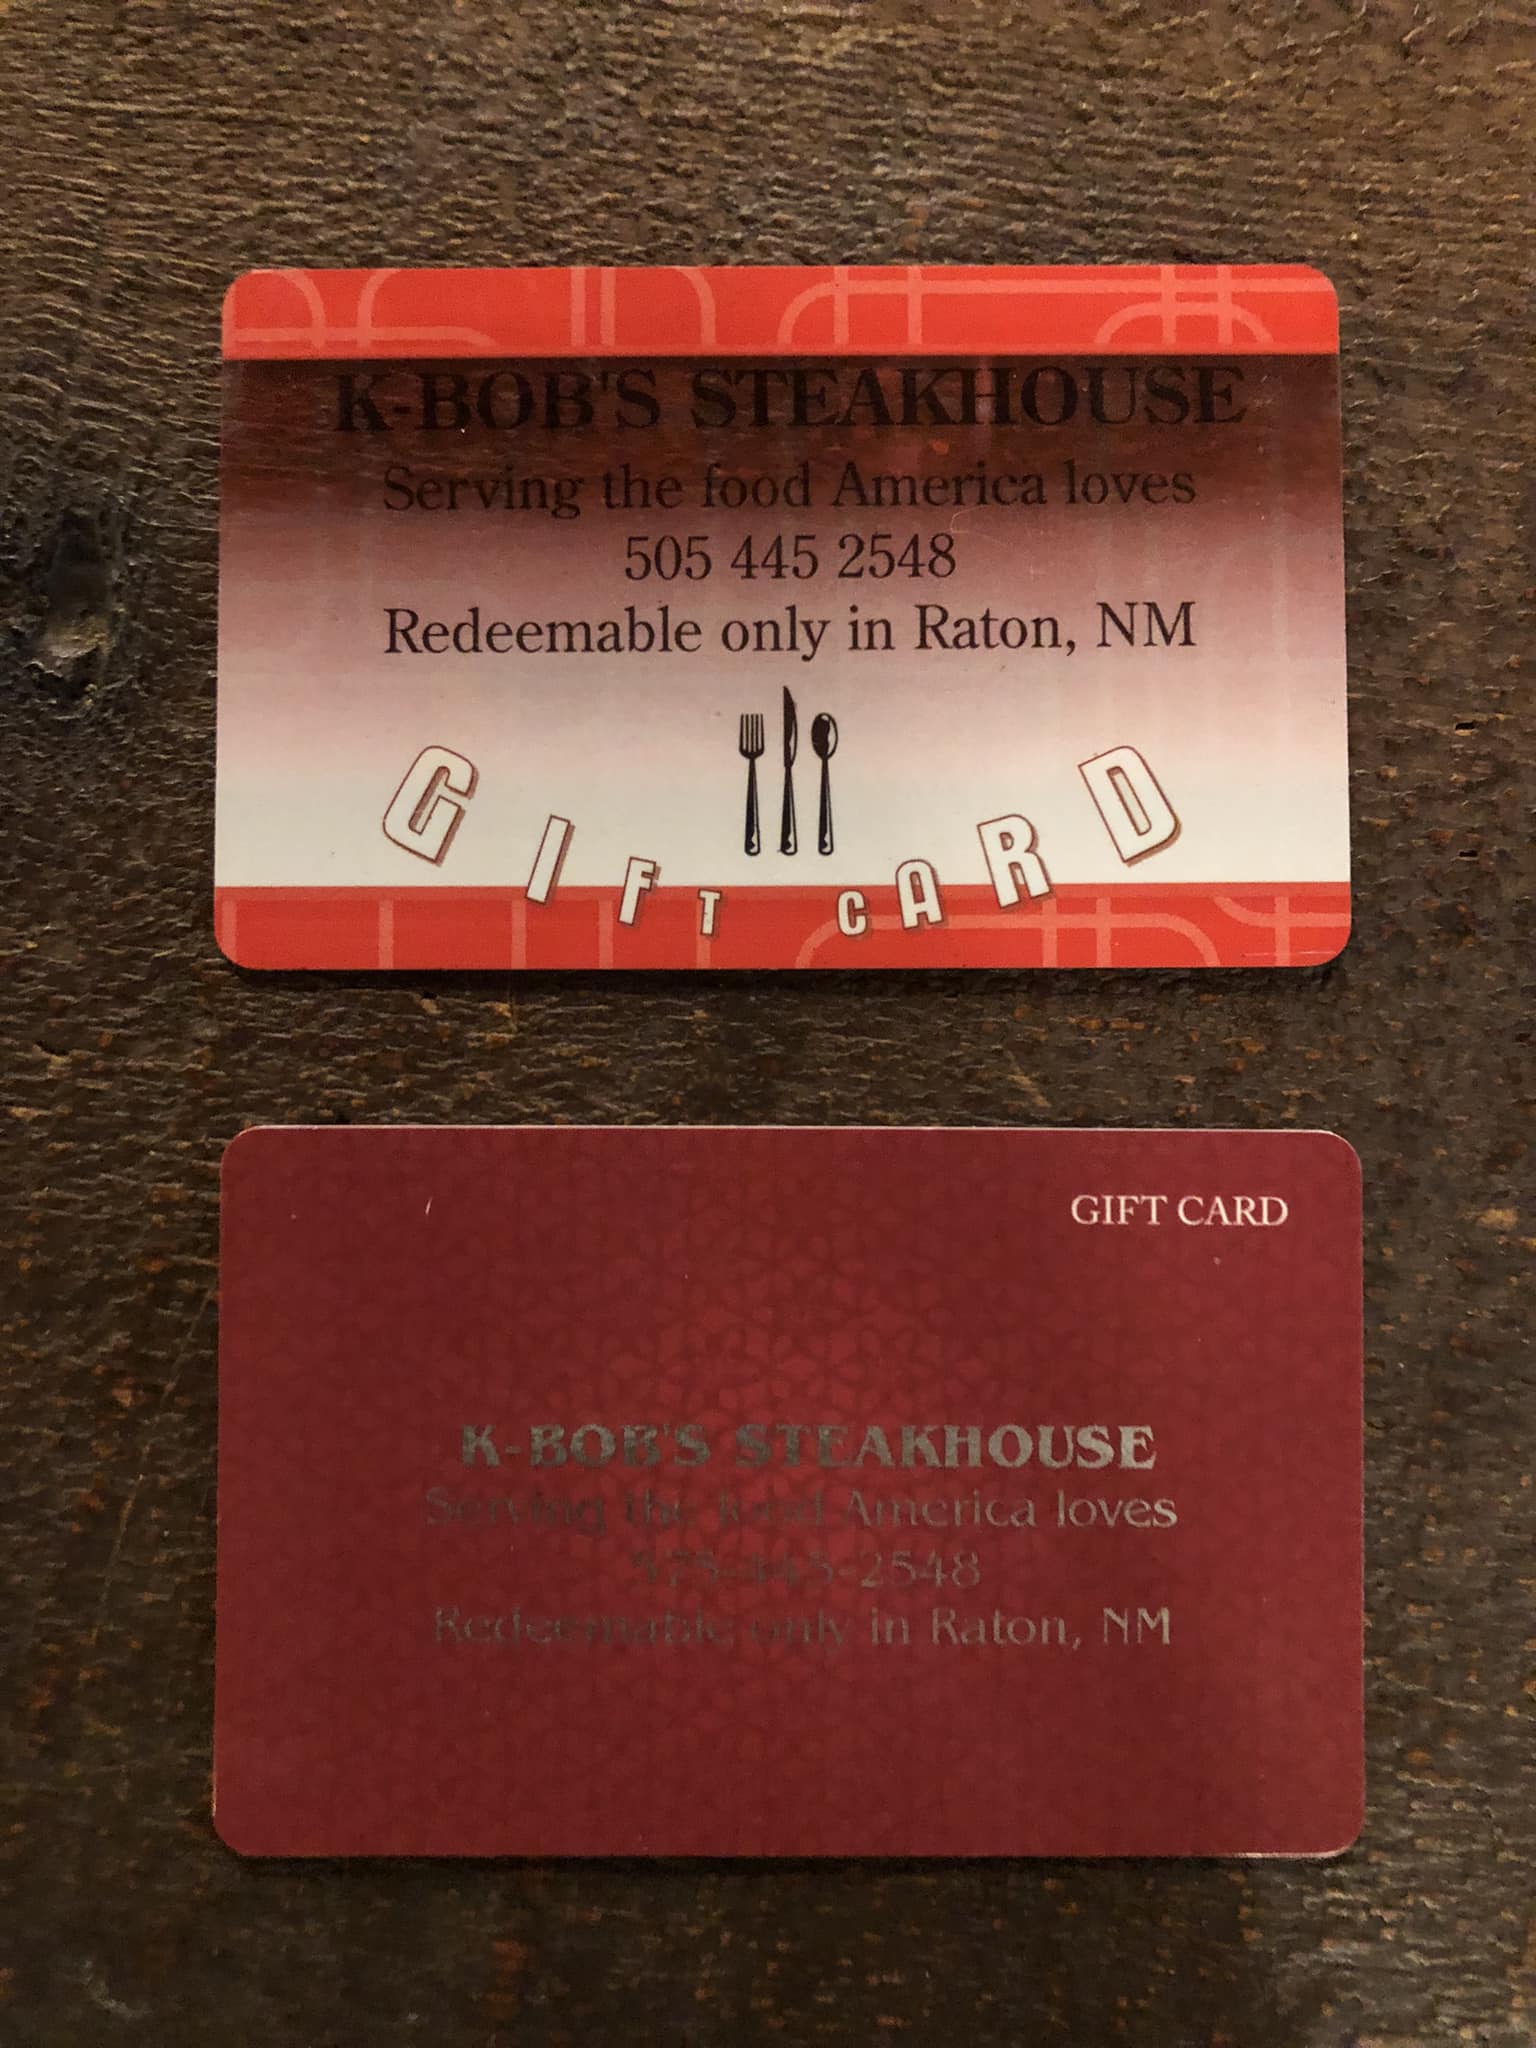 K-BOB'S STEAKHOUSE
Serving the food America loves
505 445 2548
Redeemable only in Raton, NM
GIFT CARD
GIFT CARD
K-BOB'S STEAKHOUSE
Serving the food America loves
575-445-2548
Redeemable only in Raton, NM